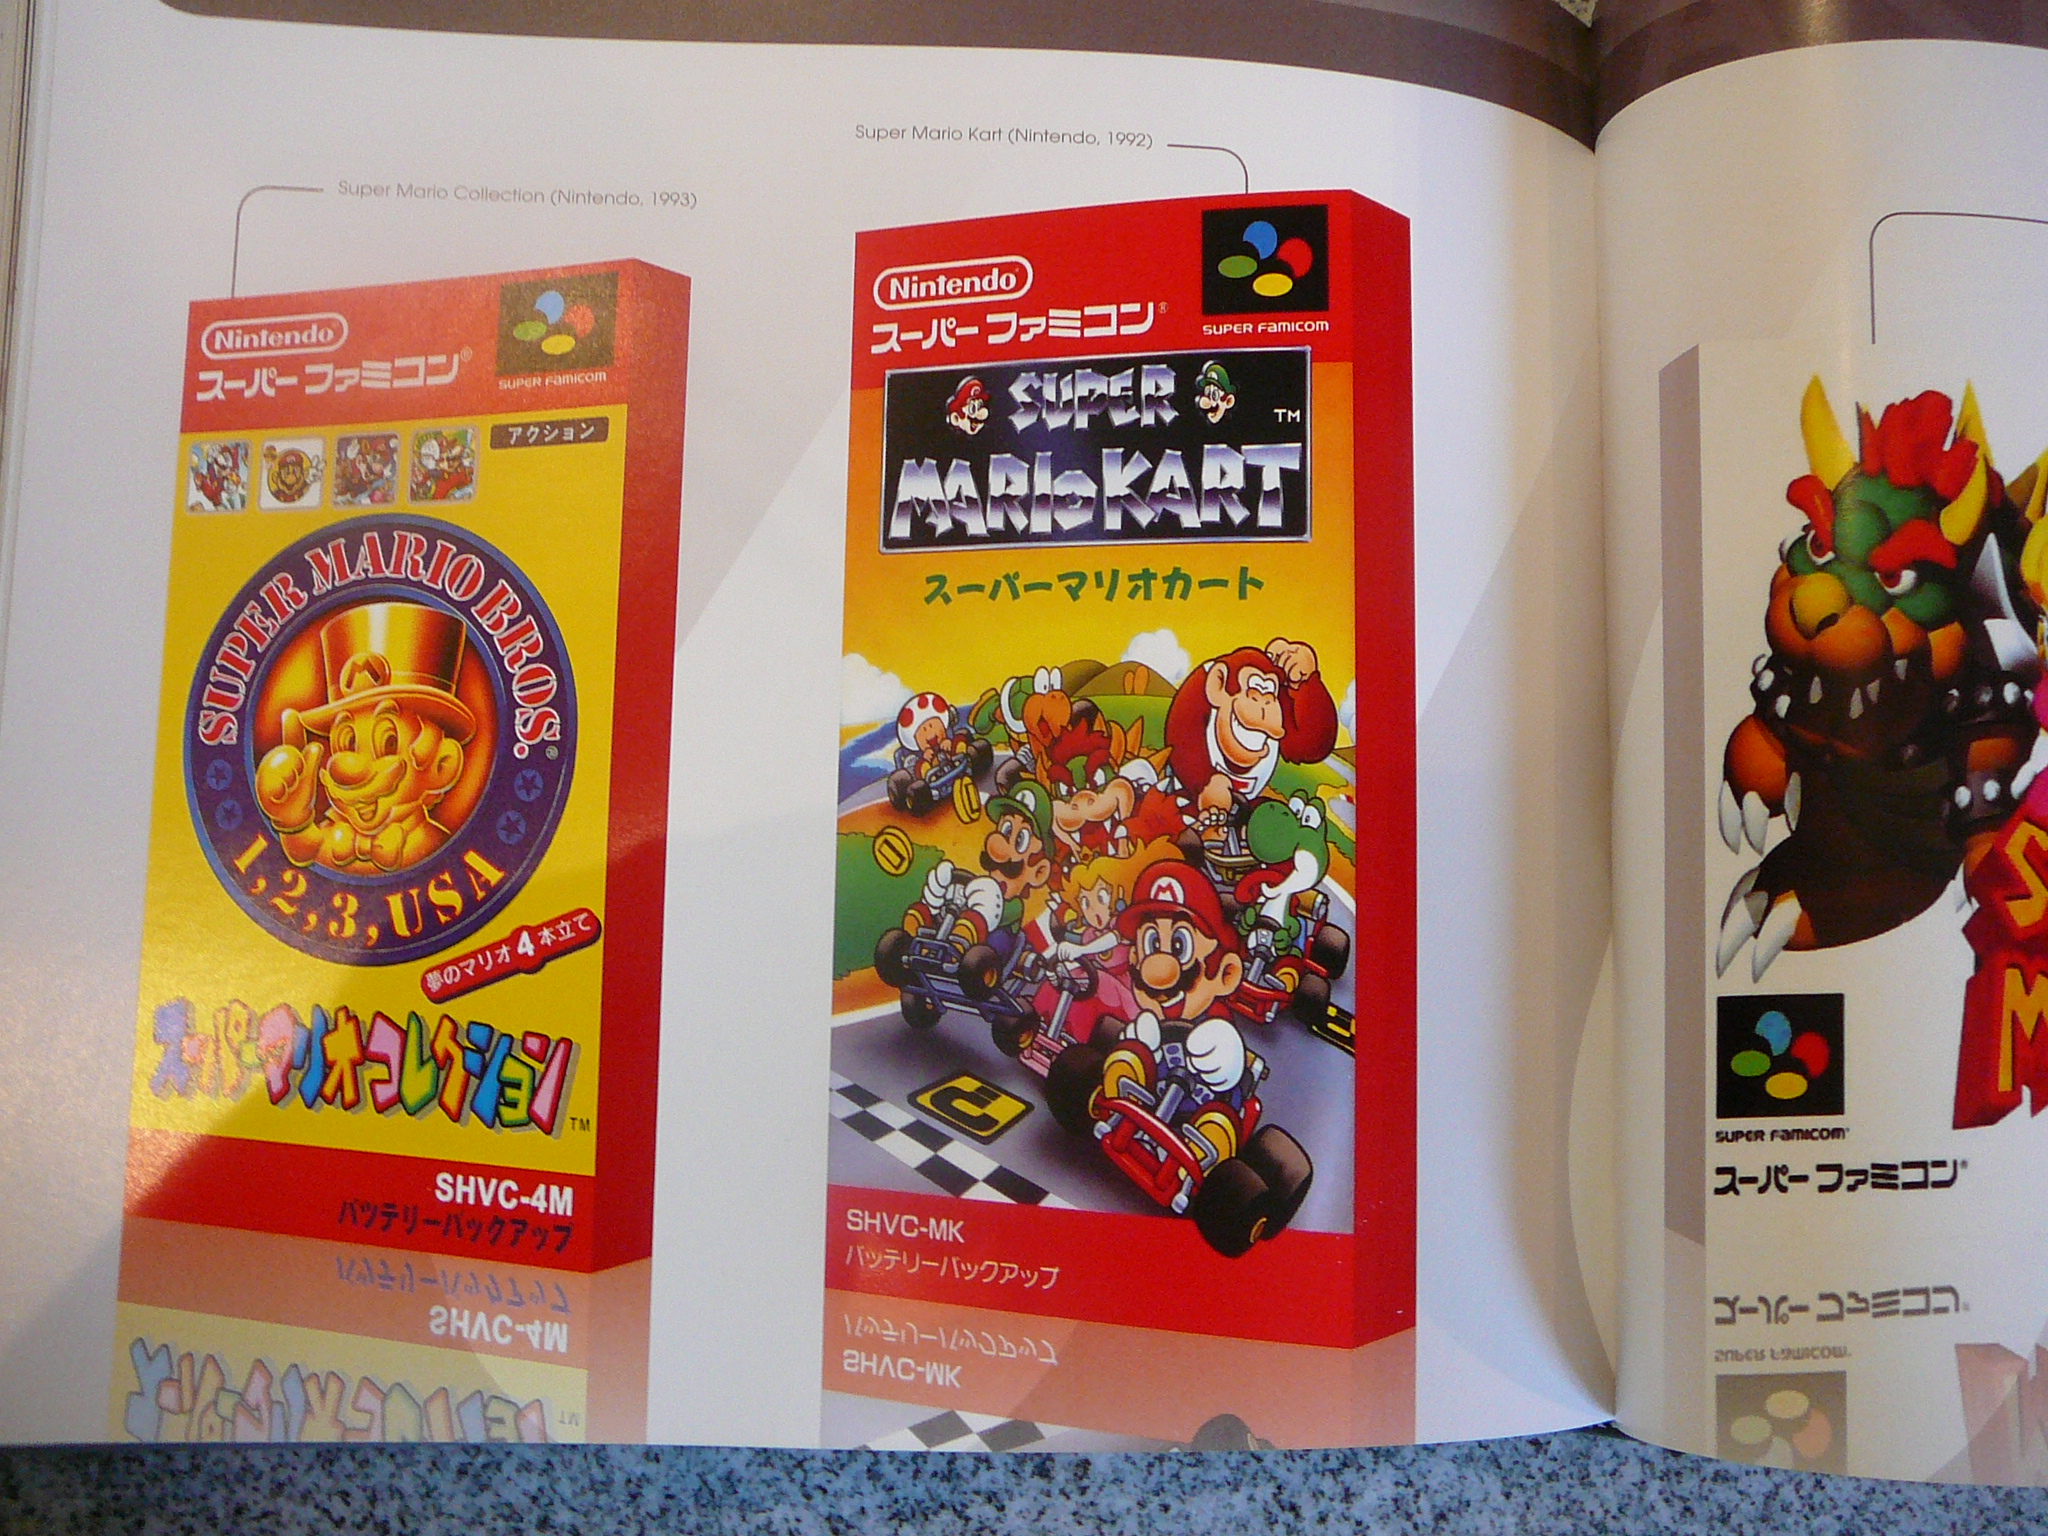 Super Mario Collection (Nintendo, 1993)
Nintendo
スーパーファミコン®
SUPER FAMICOM
アクション
SUPER MARIO BROS.®
1, 2, 3, USA
夢のマリオ4本立て
スーパーマリオコレクション™
SHVC-4M
バッテリーバックアップ
Super Mario Kart (Nintendo, 1992)
Nintendo®
スーパーファミコン®
SUPER FAMICOM
SUPER
MARIO KART
TM
スーパーマリオカート
SHVC-MK
バッテリーバックアップ
SUPER FAMICOM®
スーパーファミコン®